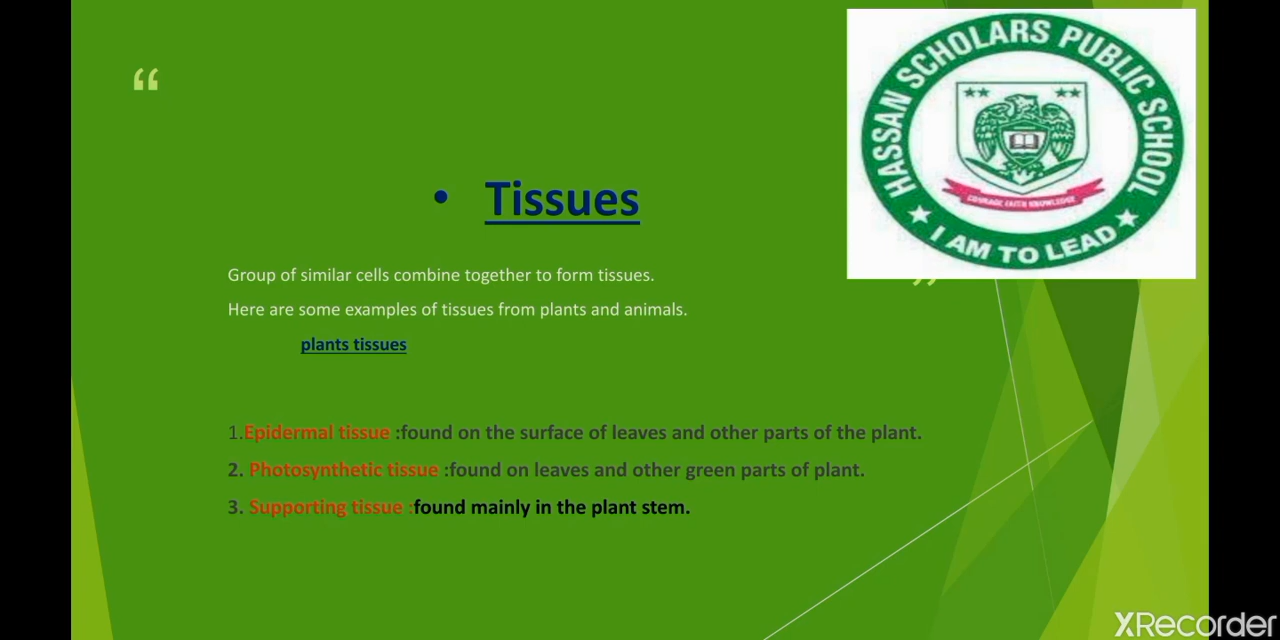 “
HASSAN SCHOLARS PUBLIC SCHOOL
COURAGE FAITH KNOWLEDGE
I AM TO LEAD
• Tissues
Group of similar cells combine together to form tissues.
”
Here are some examples of tissues from plants and animals.
plants tissues
1.Epidermal tissue :found on the surface of leaves and other parts of the plant.
2. Photosynthetic tissue :found on leaves and other green parts of plant.
3. Supporting tissue :found mainly in the plant stem.
XRecorder